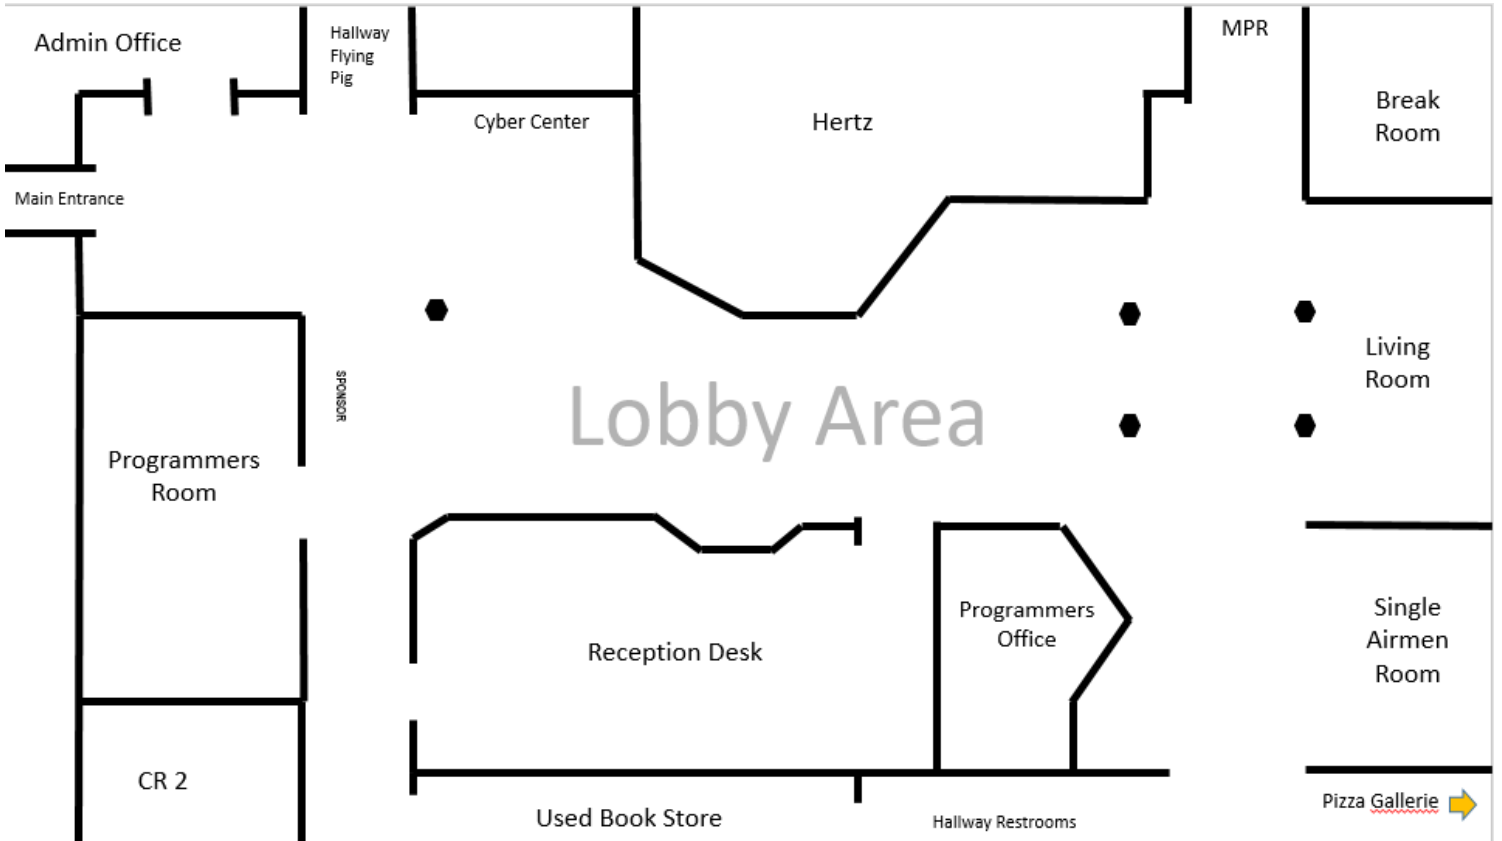 Admin Office
Hallway
Flying
Pig
MPR
Break
Room
Cyber Center
Hertz
Main Entrance
Living
Room
SPONSOR
Lobby Area
Programmers
Room
Programmers
Office
Single
Airmen
Room
Reception Desk
CR 2
Used Book Store
Hallway Restrooms
Pizza Gallerie